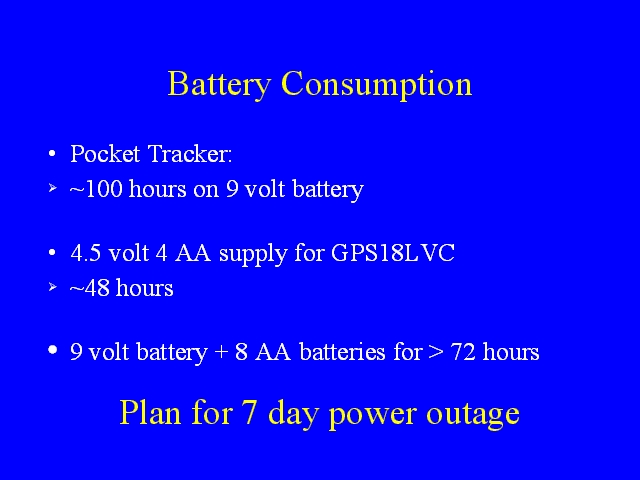 Battery Consumption
• Pocket Tracker:
➢ ~100 hours on 9 volt battery
• 4.5 volt 4 AA supply for GPS18LVC
➢ ~48 hours
• 9 volt battery + 8 AA batteries for > 72 hours
Plan for 7 day power outage